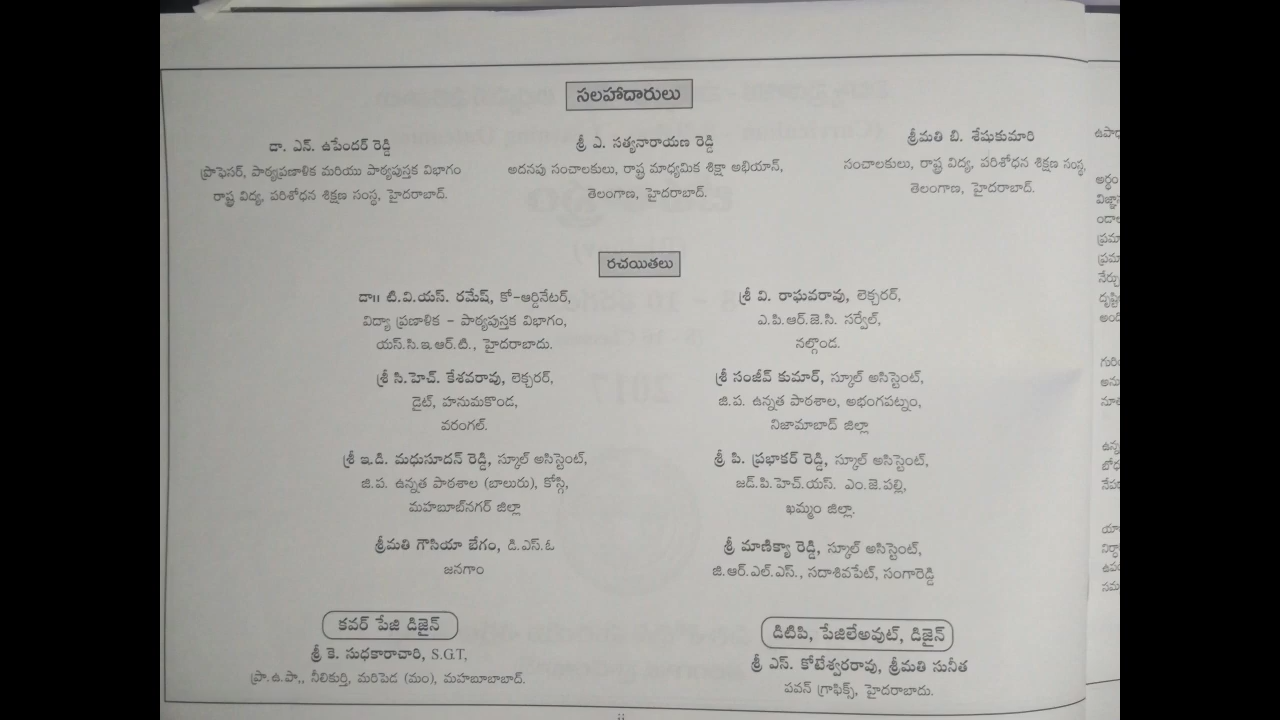 సలహాదారులు
డా. ఎన్. ఉపేందర్ రెడ్డి
ప్రొఫెసర్, పాఠ్యప్రణాళిక మరియు పాఠ్యపుస్తక విభాగం
రాష్ట్ర విద్య, పరిశోధన శిక్షణ సంస్థ, హైదరాబాద్.
శ్రీ ఎ. సత్యనారాయణ రెడ్డి
అదనపు సంచాలకులు, రాష్ట్ర మాధ్యమిక శిక్షా అభియాన్,
తెలంగాణ, హైదరాబాద్.
శ్రీమతి బి. శేషుకుమారి
సంచాలకులు, రాష్ట్ర విద్య, పరిశోధన శిక్షణ సంస్థ,
తెలంగాణ, హైదరాబాద్.
రచయితలు
డా॥ టి.వి.యస్. రమేష్, కో-ఆర్డినేటర్,
విద్యా ప్రణాళిక - పాఠ్యపుస్తక విభాగం,
యస్.సి.ఇ.ఆర్.టి., హైదరాబాదు.
శ్రీ వి. రాఘవరావు, లెక్చరర్,
ఎ.పి.ఆర్.జె.సి. సర్వేల్,
నల్గొండ.
శ్రీ సి.హెచ్. కేశవరావు, లెక్చరర్,
డైట్, హనుమకొండ,
వరంగల్.
శ్రీ సంజీవ్ కుమార్, స్కూల్ అసిస్టెంట్,
జి.ప. ఉన్నత పాఠశాల, అభంగపట్నం,
నిజామాబాద్ జిల్లా
శ్రీ ఇ.డి. మధుసూదన్ రెడ్డి, స్కూల్ అసిస్టెంట్,
జి.ప. ఉన్నత పాఠశాల (బాలురు), కోస్గి,
మహబూబ్‌నగర్ జిల్లా
శ్రీ పి. ప్రభాకర్ రెడ్డి, స్కూల్ అసిస్టెంట్,
జడ్.పి.హెచ్.యస్. ఎం.జె.పల్లి,
ఖమ్మం జిల్లా.
శ్రీమతి గౌసియా బేగం, డి.ఎస్.ఓ
జనగాం
శ్రీ మాణిక్యా రెడ్డి, స్కూల్ అసిస్టెంట్,
జి.ఆర్.ఎల్.ఎస్., సదాశివపేట్, సంగారెడ్డి
కవర్ పేజి డిజైన్
శ్రీ కె. సుధకారాచారి, S.G.T,
ప్రా.ఉ.పా., నీలికుర్తి, మరిపెడ (మం), మహబూబాబాద్.
డిటిపి, పేజిలేఅవుట్, డిజైన్
శ్రీ ఎస్. కోటేశ్వరరావు, శ్రీమతి సునీత
పవన్ గ్రాఫిక్స్, హైదరాబాదు.
ii